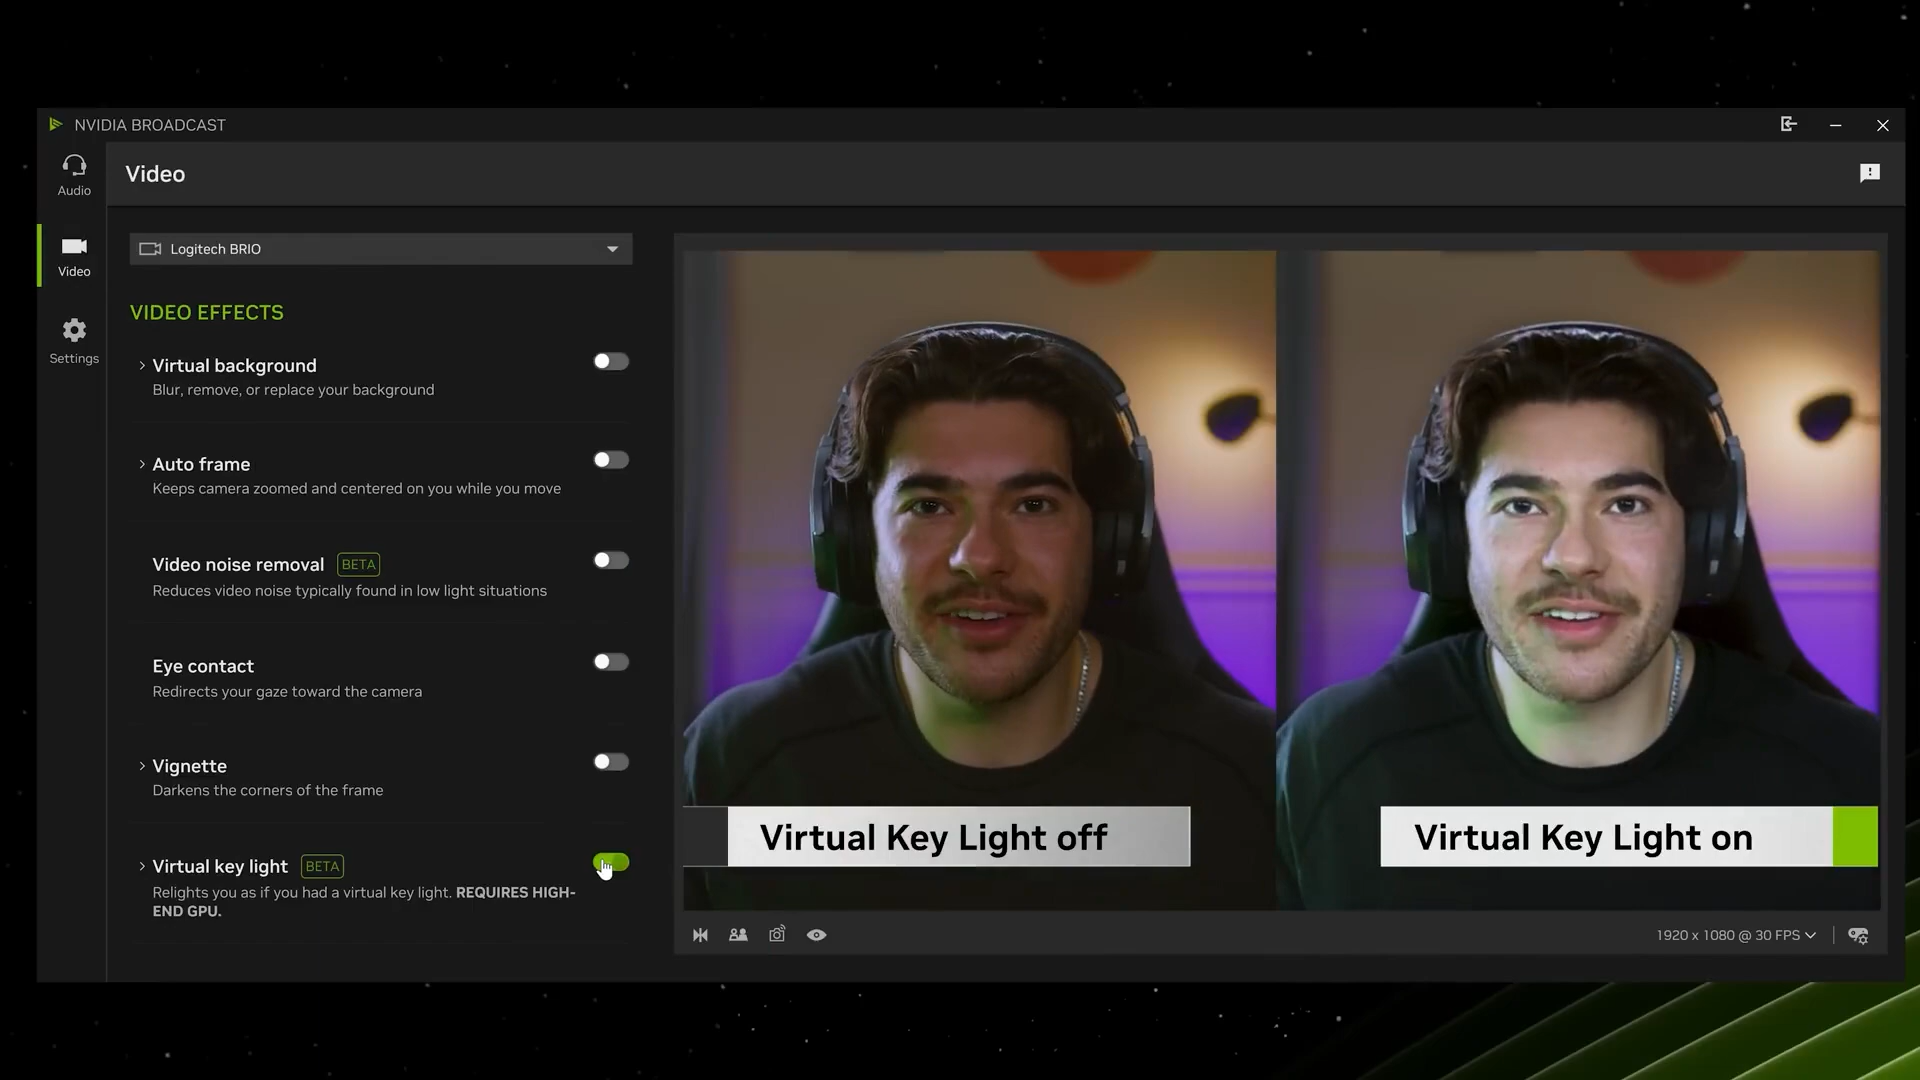 NVIDIA BROADCAST
Audio
Video
Settings
Video
Logitech BRIO
VIDEO EFFECTS
Virtual background
Blur, remove, or replace your background
Auto frame
Keeps camera zoomed and centered on you while you move
Video noise removal BETA
Reduces video noise typically found in low light situations
Eye contact
Redirects your gaze toward the camera
Vignette
Darkens the corners of the frame
Virtual key light BETA
Relights you as if you had a virtual key light. REQUIRES HIGH-
END GPU.
Virtual Key Light off
Virtual Key Light on
1920 x 1080 @ 30 FPS